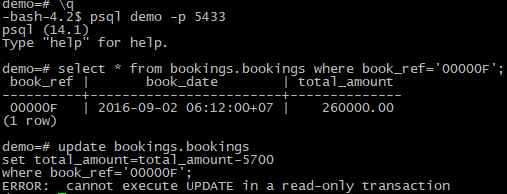 demo=# \q
-bash-4.2$ psql demo -p 5433
psql (14.1)
Type "help" for help.
demo=# select * from bookings.bookings where book_ref='00000F';
book_ref | book_date | total_amount
----------+------------------------+--------------
00000F | 2016-09-02 06:12:00+07 | 260000.00
(1 row)
demo=# update bookings.bookings
set total_amount=total_amount-5700
where book_ref='00000F';
ERROR: cannot execute UPDATE in a read-only transaction